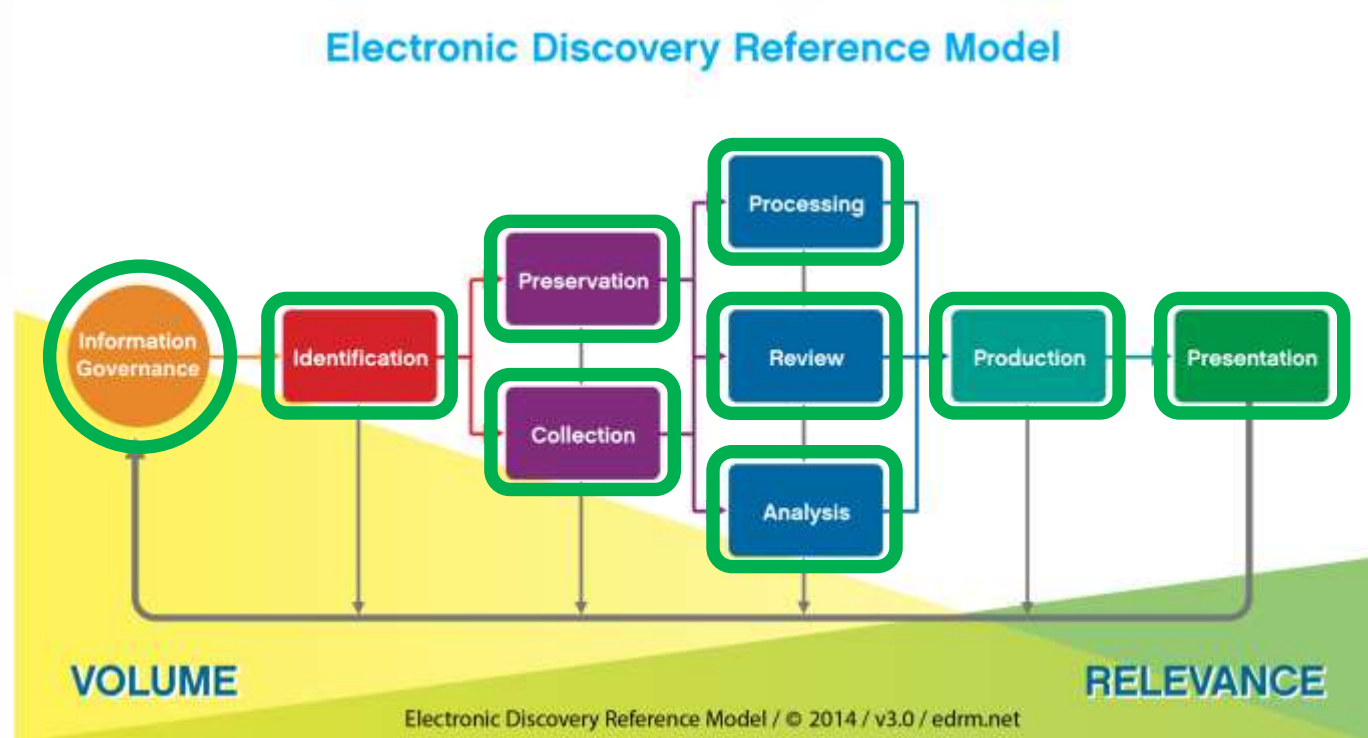 Electronic Discovery Reference Model
Processing
Preservation
Information
Governance
Identification
Review
Production
Presentation
Collection
Analysis
VOLUME
RELEVANCE
Electronic Discovery Reference Model / © 2014 / v3.0 / edrm.net